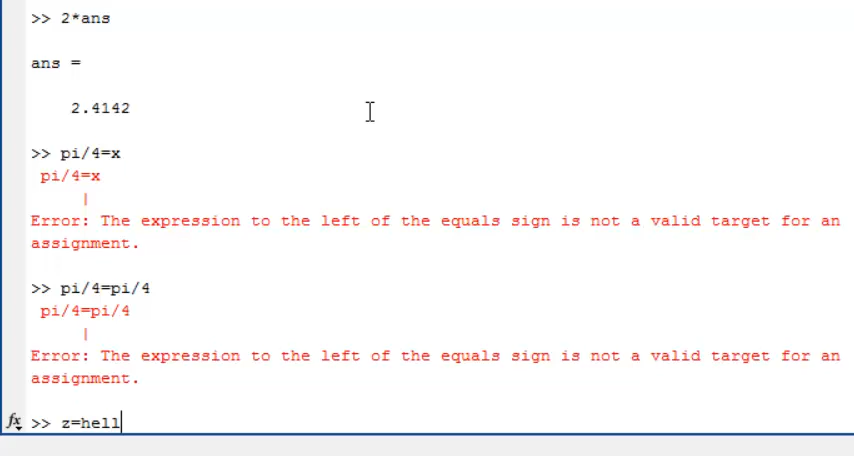 >> 2*ans
ans =
2.4142
>> pi/4=x
pi/4=x
|
Error: The expression to the left of the equals sign is not a valid target for an
assignment.
>> pi/4=pi/4
pi/4=pi/4
|
Error: The expression to the left of the equals sign is not a valid target for an
assignment.
fx >> z=hell